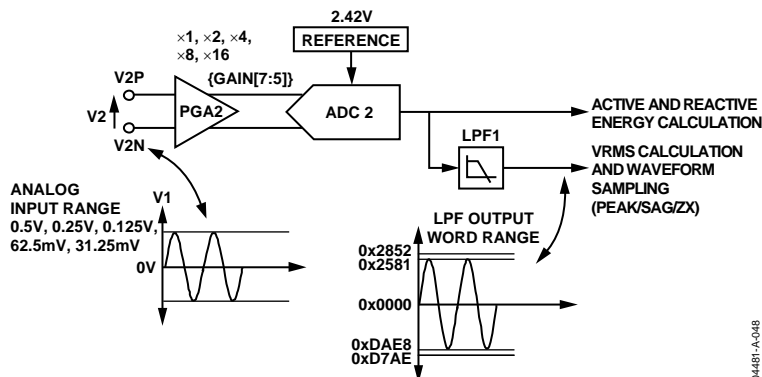 2.42V
REFERENCE
×1, ×2, ×4,
×8, ×16
{GAIN[7:5]}
V2P
V2
V2N
PGA2
ADC 2
ACTIVE AND REACTIVE
ENERGY CALCULATION
LPF1
VRMS CALCULATION
AND WAVEFORM
SAMPLING
(PEAK/SAG/ZX)
ANALOG
INPUT RANGE
0.5V, 0.25V, 0.125V,
62.5mV, 31.25mV
V1
0V
LPF OUTPUT
WORD RANGE
0x2852
0x2581
0x0000
0xDAE8
0xD7AE
04481-A-048